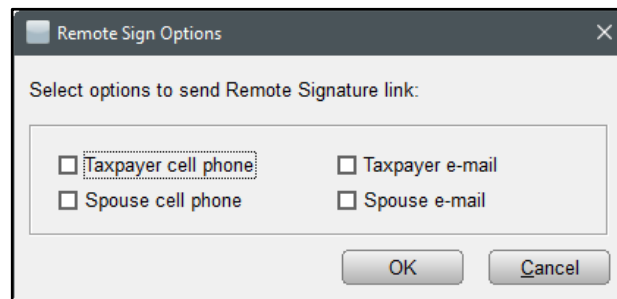 Remote Sign Options
Select options to send Remote Signature link:
Taxpayer cell phone
Taxpayer e-mail
Spouse cell phone
Spouse e-mail
OK
Cancel